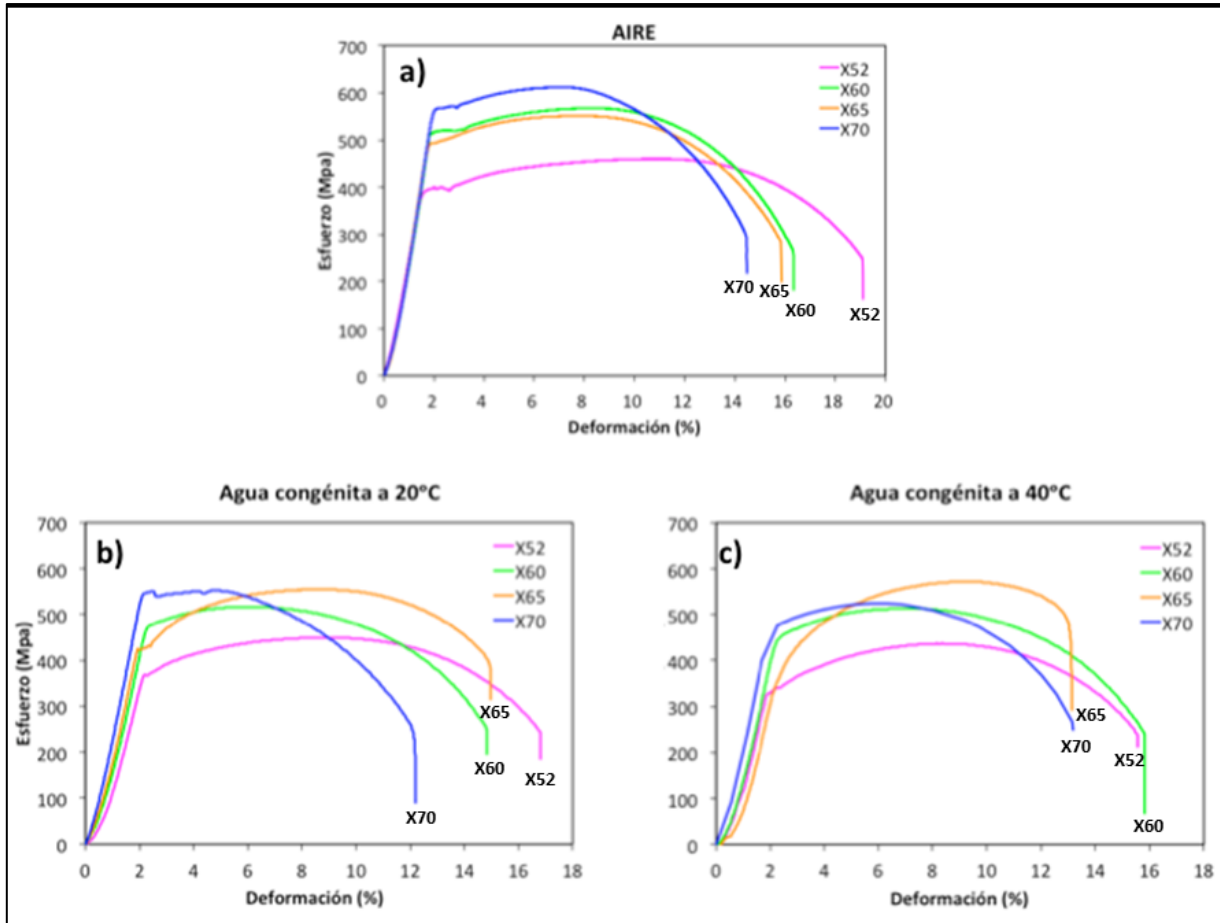 AIRE
a)
700
600
500
400
300
200
100
0
Esfuerzo (Mpa)
X52
X60
X65
X70
X70
X65
X60
X52
0 2 4 6 8 10 12 14 16 18 20
Deformación (%)
Agua congénita a 20°C
b)
700
600
500
400
300
200
100
0
Esfuerzo (Mpa)
X52
X60
X65
X70
X65
X60
X52
X70
0 2 4 6 8 10 12 14 16 18
Deformación (%)
Agua congénita a 40°C
c)
700
600
500
400
300
200
100
0
X52
X60
X65
X70
X65
X70
X52
X60
0 2 4 6 8 10 12 14 16 18
Deformación (%)